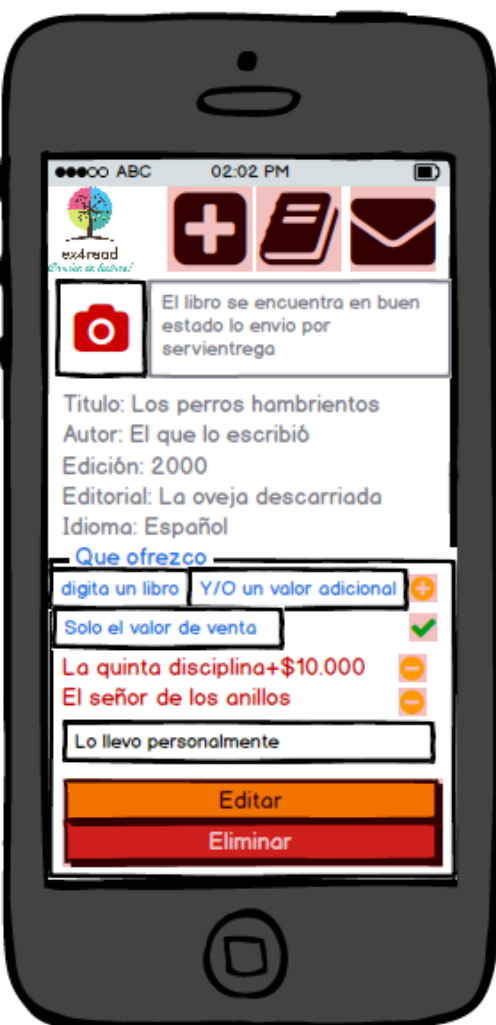 ABC 02:02 PM
ex4read
El libro se encuentra en buen
estado lo envio por
servientrega
Titulo: Los perros hambrientos
Autor: El que lo escribió
Edición: 2000
Editorial: La oveja descarriada
Idioma: Español
Que ofrezco
digita un libro Y/O un valor adicional
Solo el valor de venta
La quinta disciplina+$10.000
El señor de los anillos
Lo llevo personalmente
Editar
Eliminar